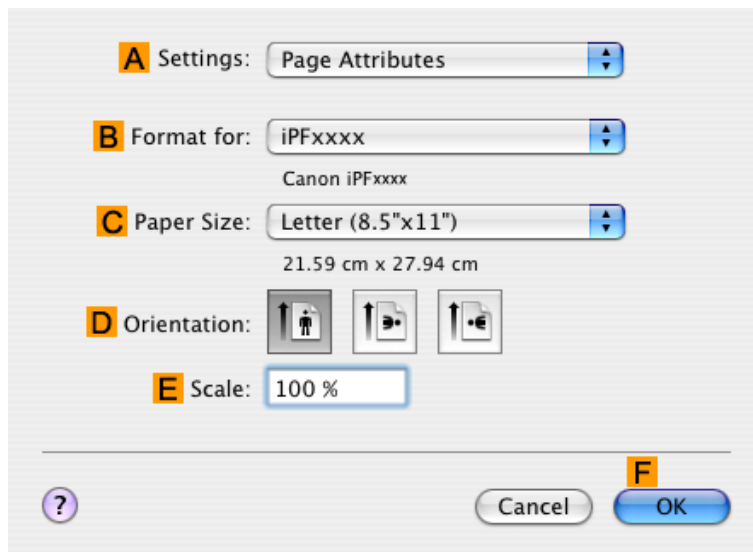 A Settings: Page Attributes
B Format for: iPFxxxx
Canon iPFxxxx
C Paper Size: Letter (8.5"x11")
21.59 cm x 27.94 cm
D Orientation:
E Scale: 100 %
F
? Cancel OK